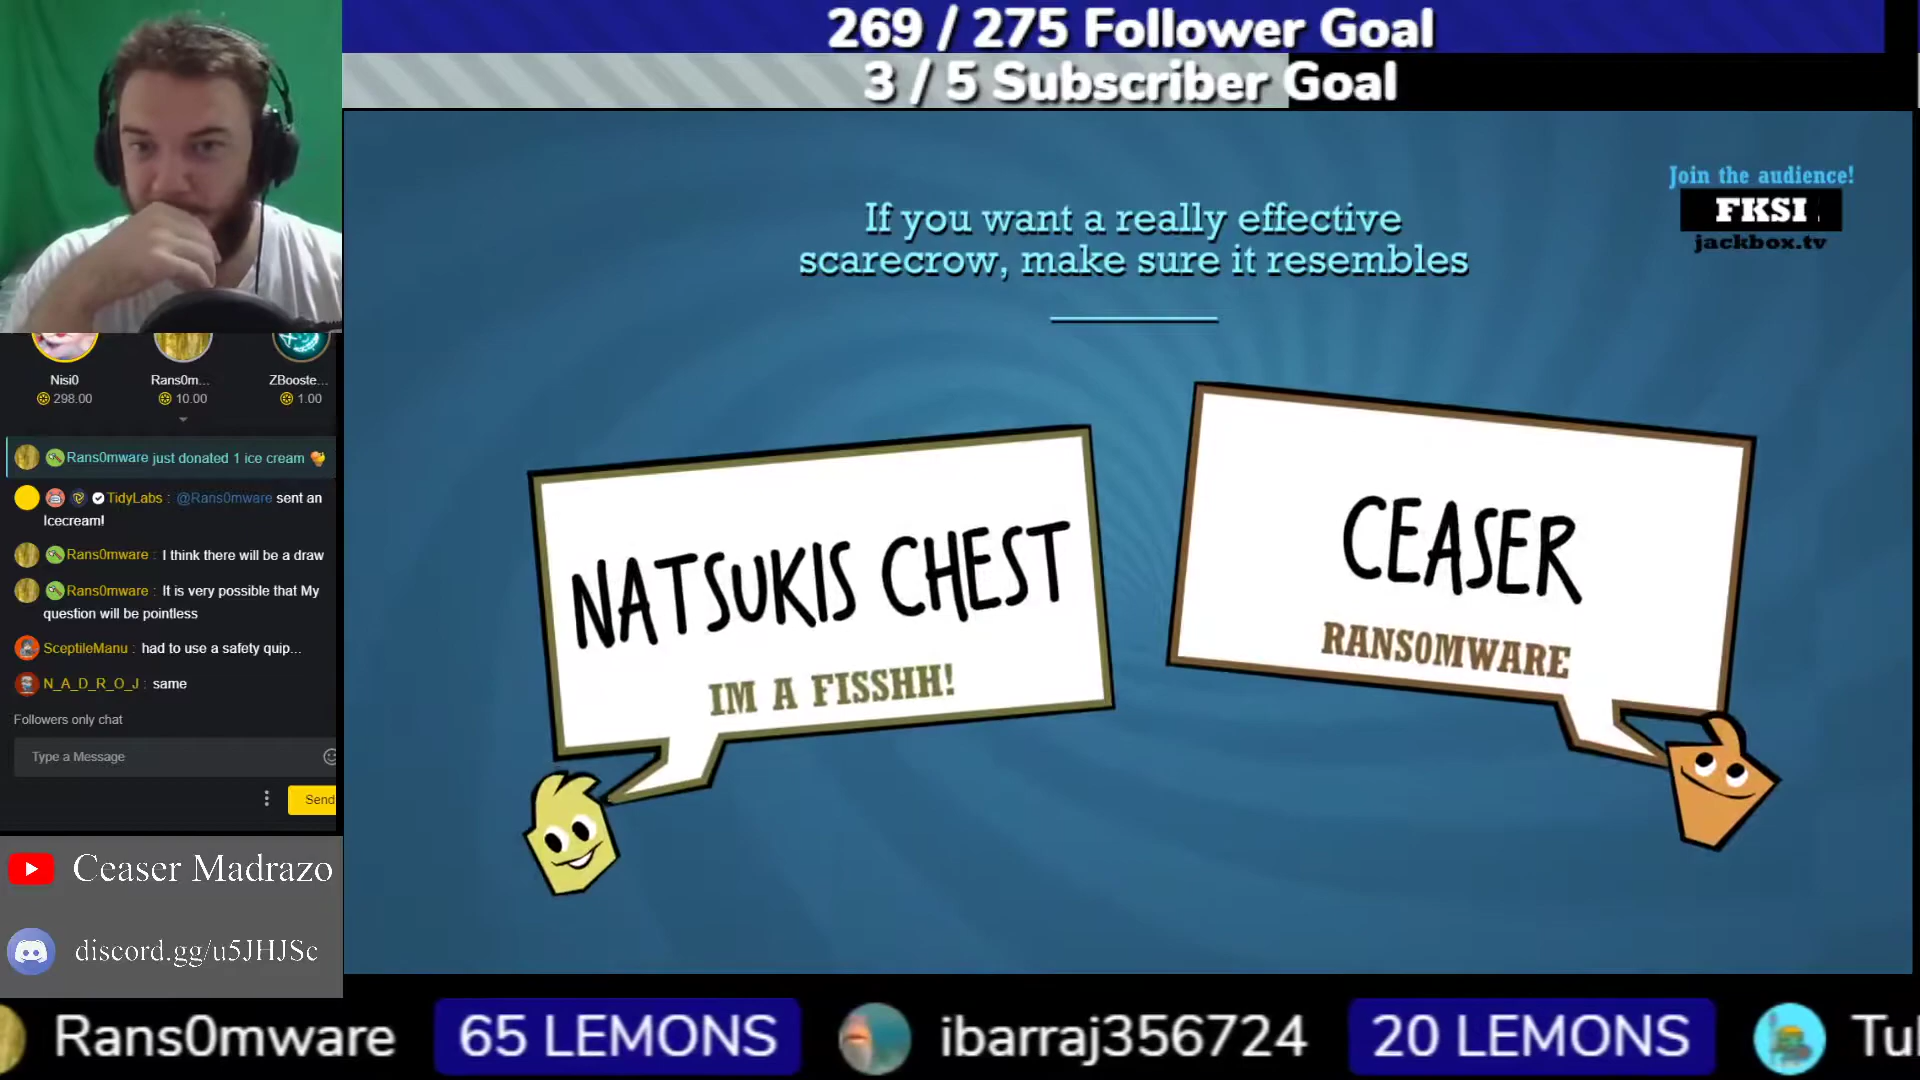 269 / 275 Follower Goal
3 / 5 Subscriber Goal
Join the audience!
FKSI
jackbox.tv
If you want a really effective
scarecrow, make sure it resembles
NATSUKIS CHEST
IM A FISSHH!
CEASER
RANSOMWARE
Nisi0
Rans0m...
ZBooste...
298.00
10.00
1.00
Rans0mware just donated 1 ice cream
TidyLabs : @Rans0mware sent an
Icecream!
Rans0mware : I think there will be a draw
Rans0mware : It is very possible that My
question will be pointless
SceptileManu : had to use a safety quip...
N_A_D_R_O_J : same
Followers only chat
Type a Message
Send
Ceaser Madrazo
discord.gg/u5JHJSc
Rans0mware 65 LEMONS ibarraj356724 20 LEMONS